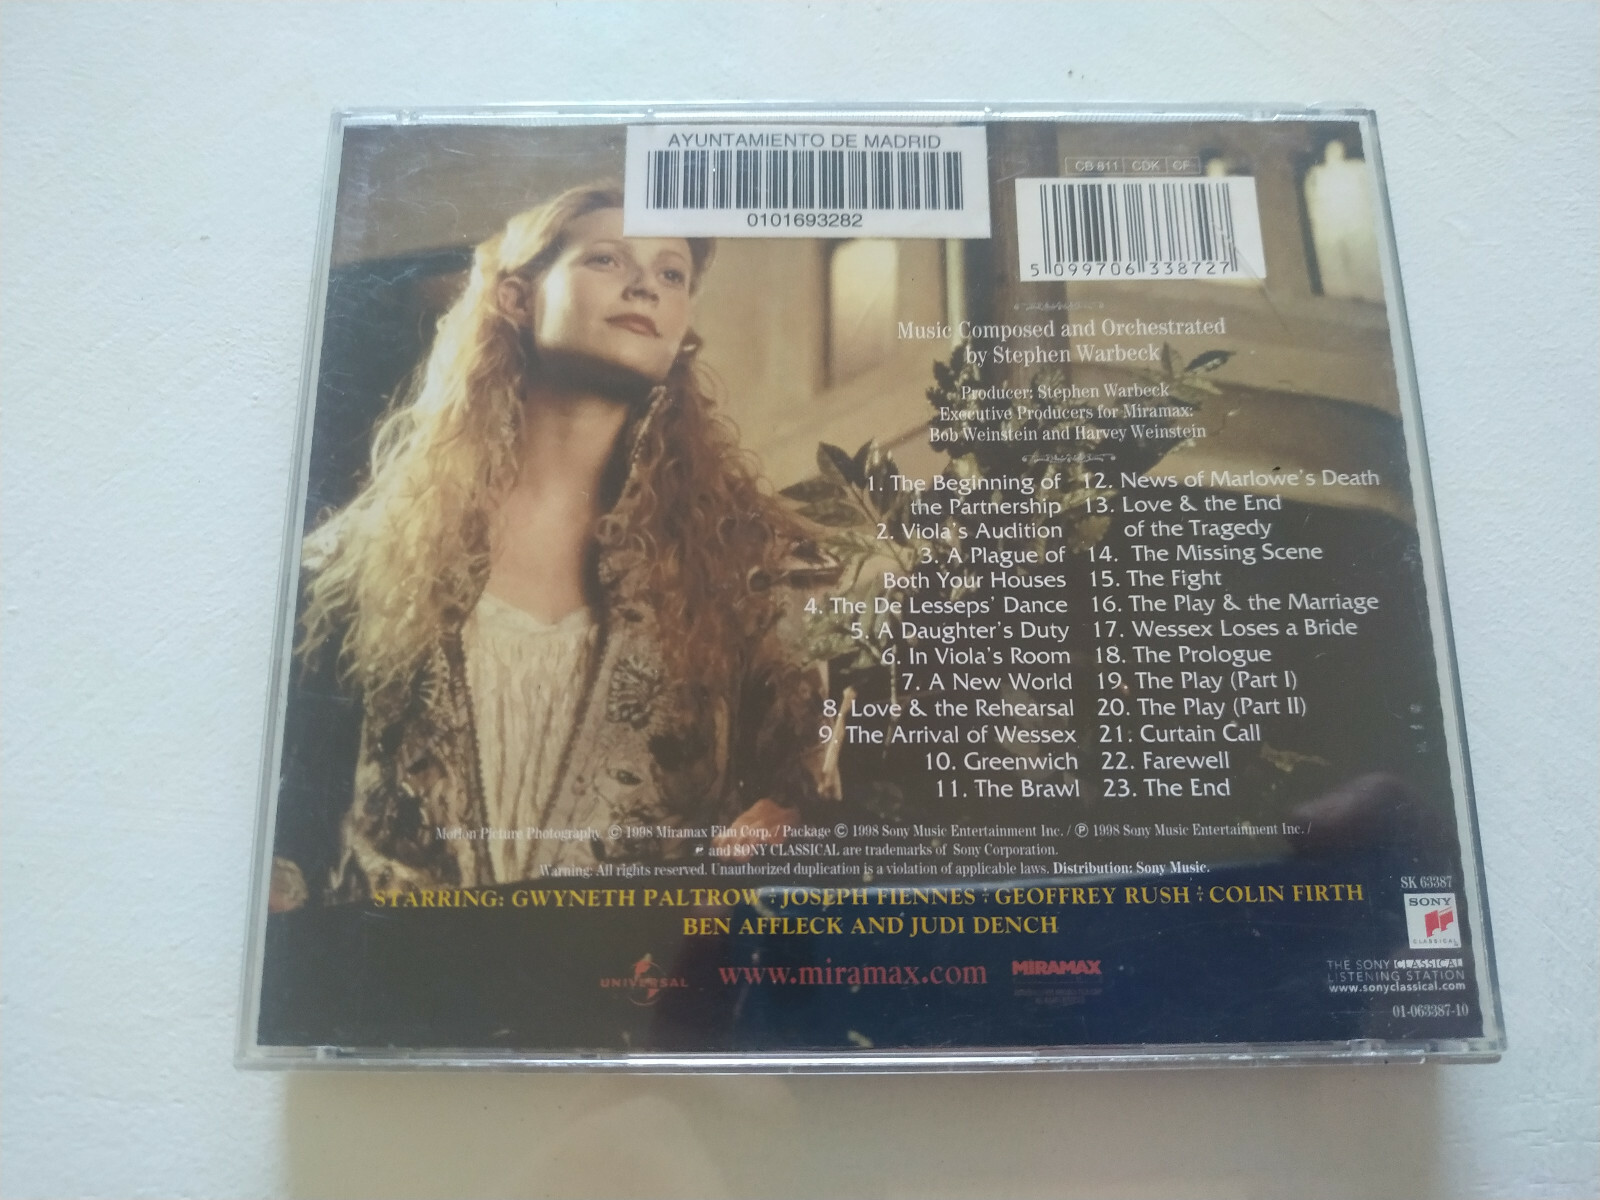 AYUNTAMIENTO DE MADRID
0101693282
CB 811 CDK CF
5 099706 338727
Music Composed and Orchestrated
by Stephen Warbeck
Producer: Stephen Warbeck
Executive Producers for Miramax:
Bob Weinstein and Harvey Weinstein
1. The Beginning of
the Partnership
2. Viola's Audition
3. A Plague of
Both Your Houses
4. The De Lesseps' Dance
5. A Daughter's Duty
6. In Viola's Room
7. A New World
8. Love & the Rehearsal
9. The Arrival of Wessex
10. Greenwich
11. The Brawl
12. News of Marlowe's Death
13. Love & the End
of the Tragedy
14. The Missing Scene
15. The Fight
16. The Play & the Marriage
17. Wessex Loses a Bride
18. The Prologue
19. The Play (Part I)
20. The Play (Part II)
21. Curtain Call
22. Farewell
23. The End
Motion Picture Photography © 1998 Miramax Film Corp. / Package © 1998 Sony Music Entertainment Inc. / ℗ 1998 Sony Music Entertainment Inc. /
and SONY CLASSICAL are trademarks of Sony Corporation.
Warning: All rights reserved. Unauthorized duplication is a violation of applicable laws. Distribution: Sony Music.
STARRING: GWYNETH PALTROW JOSEPH FIENNES GEOFFREY RUSH COLIN FIRTH
BEN AFFLECK AND JUDI DENCH
UNIVERSAL
www.miramax.com
MIRAMAX
SK 63387
SONY
CLASSICAL
THE SONY CLASSICAL
LISTENING STATION
www.sonyclassical.com
01-063387-10